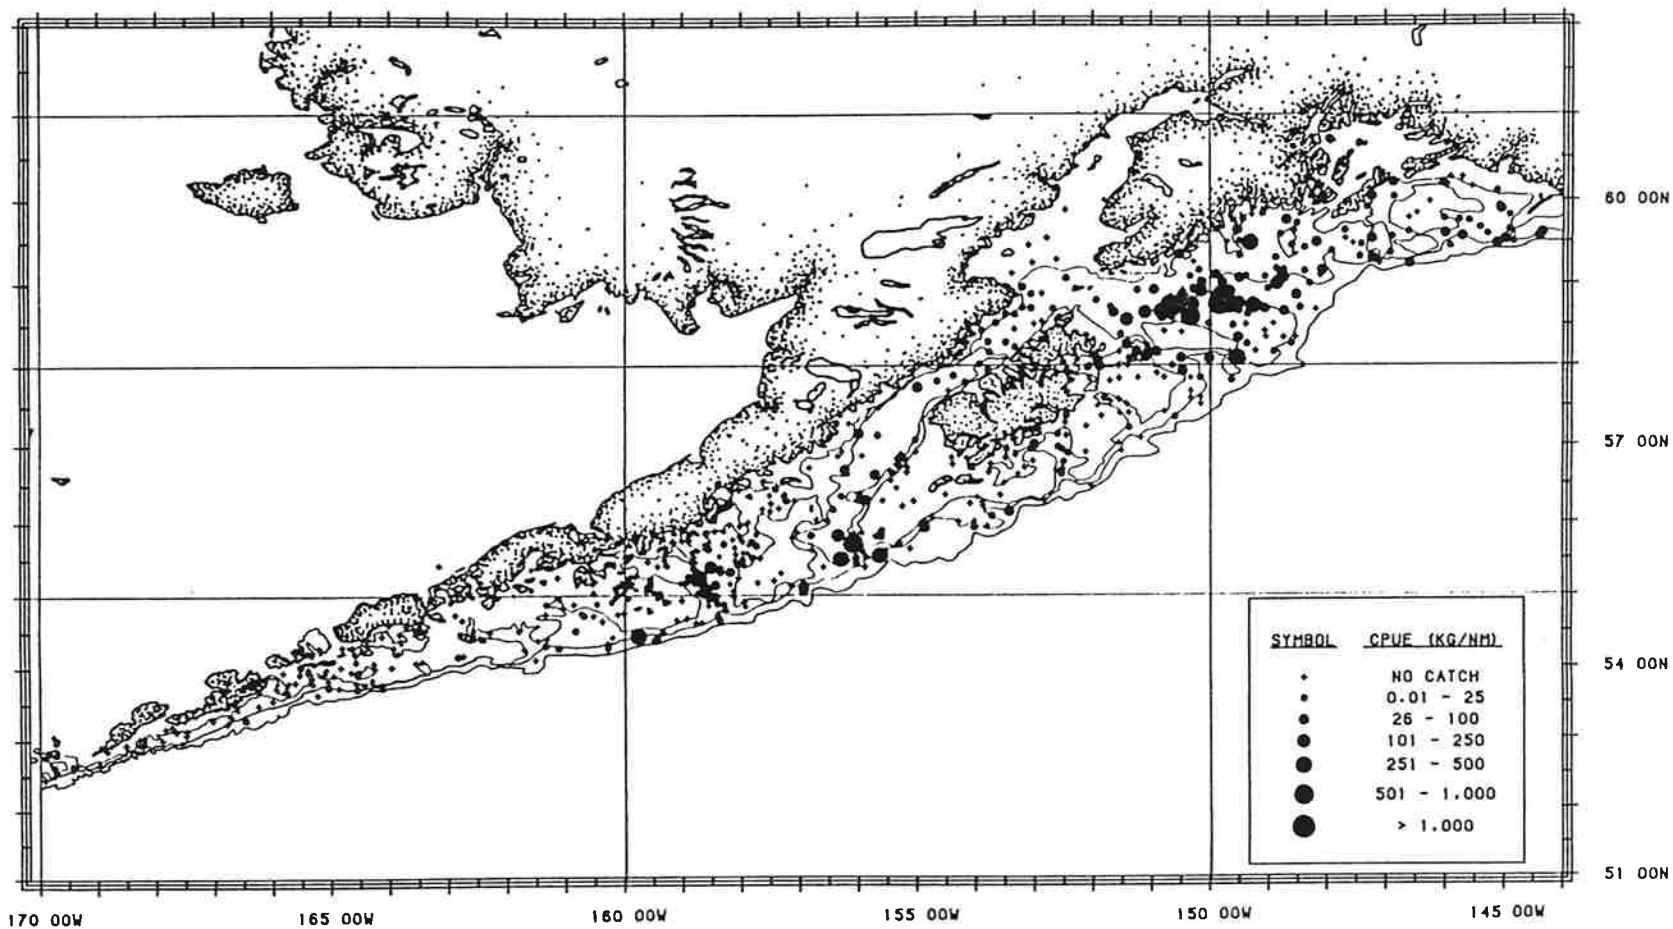 60 00N
57 00N
SYMBOL CPUE (KG/NM)
NO CATCH
0.01 - 25
26 - 100
101 - 250
251 - 500
501 - 1.000
> 1.000
54 00N
51 00N
170 00W 165 00W 160 00W 155 00W 150 00W 145 00W